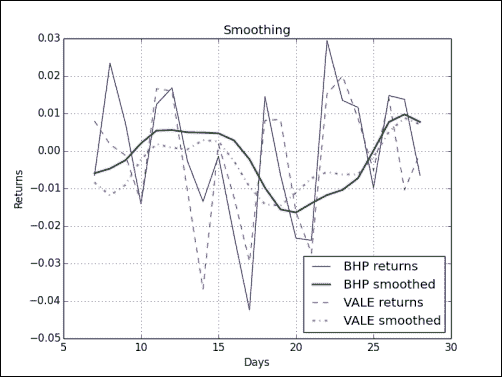 Smoothing
0.03
0.02
0.01
0.00
−0.01
−0.02
−0.03
−0.04
−0.05
Returns
5
10
15
20
25
30
Days
BHP returns
BHP smoothed
VALE returns
VALE smoothed